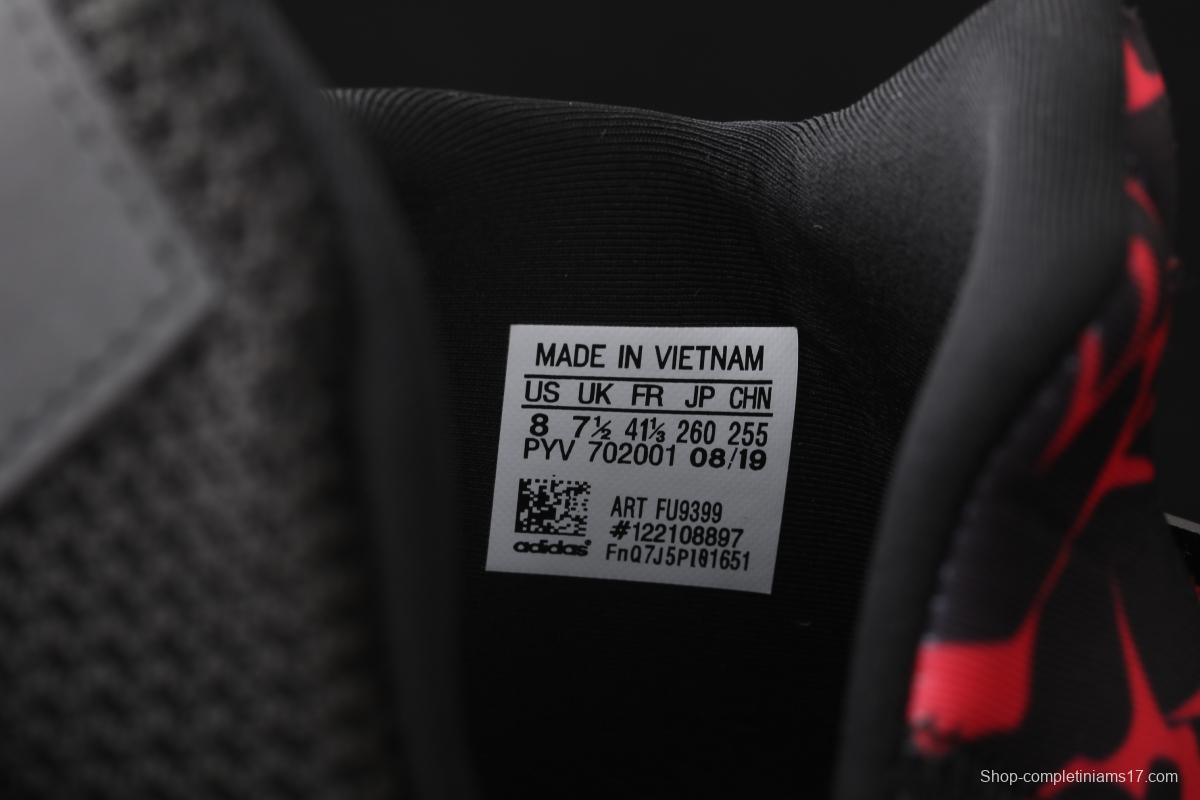 MADE IN VIETNAM
US UK FR JP CHN
8 7½ 41⅓ 260 255
PYV 702001 08/19
ART FU9399
#122108897
adidas® FnQ7J5Pl01651
Shop-completiniams17.com